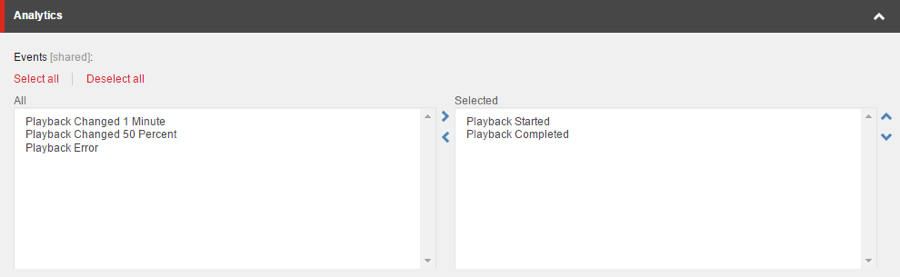 Analytics
Events [shared]:
Select all
Deselect all
All
Playback Changed 1 Minute
Playback Changed 50 Percent
Playback Error
Selected
Playback Started
Playback Completed